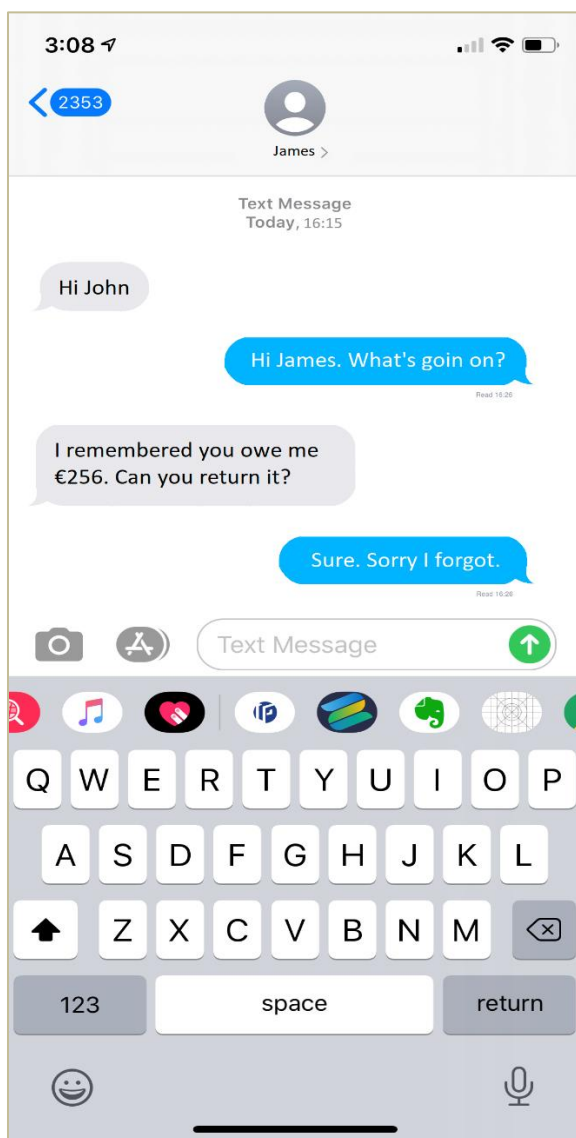 3:08
2353
James >
Text Message
Today, 16:15
Hi John
Hi James. What's goin on?
Read 16:26
I remembered you owe me
€256. Can you return it?
Sure. Sorry I forgot.
Read 16:26
Text Message
Q W E R T Y U I O P
A S D F G H J K L
Z X C V B N M
123 space return